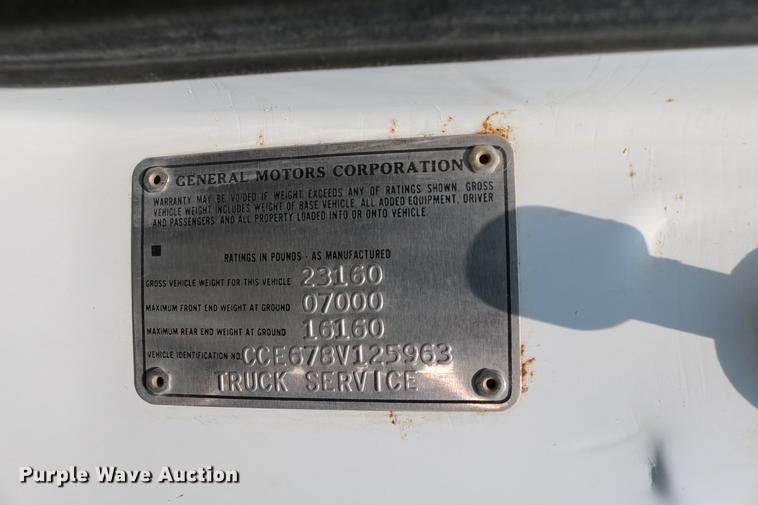 GENERAL MOTORS CORPORATION
WARRANTY MAY BE VOIDED IF WEIGHT EXCEEDS ANY OF RATINGS SHOWN. GROSS
VEHICLE WEIGHT INCLUDES WEIGHT OF BASE VEHICLE, ALL ADDED EQUIPMENT, DRIVER
AND PASSENGERS, AND ALL PROPERTY LOADED INTO OR ONTO VEHICLE.
RATINGS IN POUNDS - AS MANUFACTURED
GROSS VEHICLE WEIGHT FOR THIS VEHICLE 23160
MAXIMUM FRONT END WEIGHT AT GROUND 07000
MAXIMUM REAR END WEIGHT AT GROUND 16160
VEHICLE IDENTIFICATION NO. CCE678V125963
TRUCK SERVICE
Purple Wave Auction